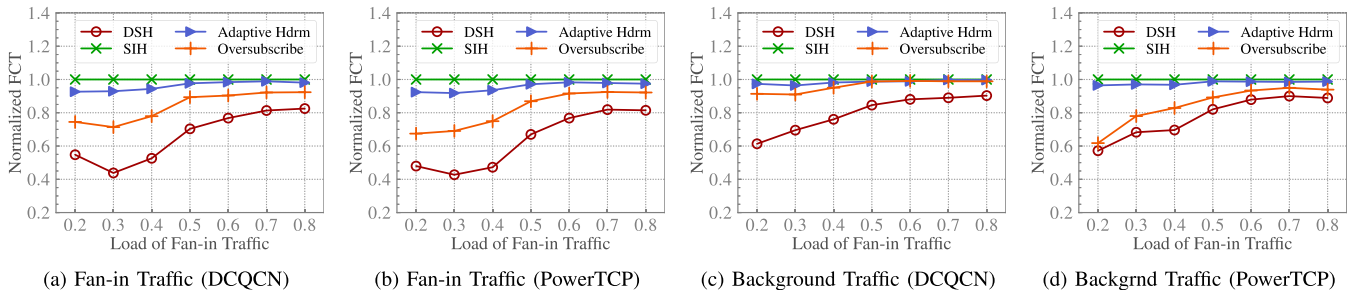 1.4
1.2
1.0
0.8
0.6
0.4
0.2
Normalized FCT
DSH
SIH
Adaptive Hdrm
Oversubscribe
0.2 0.3 0.4 0.5 0.6 0.7 0.8
Load of Fan-in Traffic
(a) Fan-in Traffic (DCQCN)
1.4
1.2
1.0
0.8
0.6
0.4
0.2
Normalized FCT
DSH
SIH
Adaptive Hdrm
Oversubscribe
0.2 0.3 0.4 0.5 0.6 0.7 0.8
Load of Fan-in Traffic
(b) Fan-in Traffic (PowerTCP)
1.4
1.2
1.0
0.8
0.6
0.4
0.2
Normalized FCT
DSH
SIH
Adaptive Hdrm
Oversubscribe
0.2 0.3 0.4 0.5 0.6 0.7 0.8
Load of Fan-in Traffic
(c) Background Traffic (DCQCN)
1.4
1.2
1.0
0.8
0.6
0.4
0.2
Normalized FCT
DSH
SIH
Adaptive Hdrm
Oversubscribe
0.2 0.3 0.4 0.5 0.6 0.7 0.8
Load of Fan-in Traffic
(d) Backgrnd Traffic (PowerTCP)